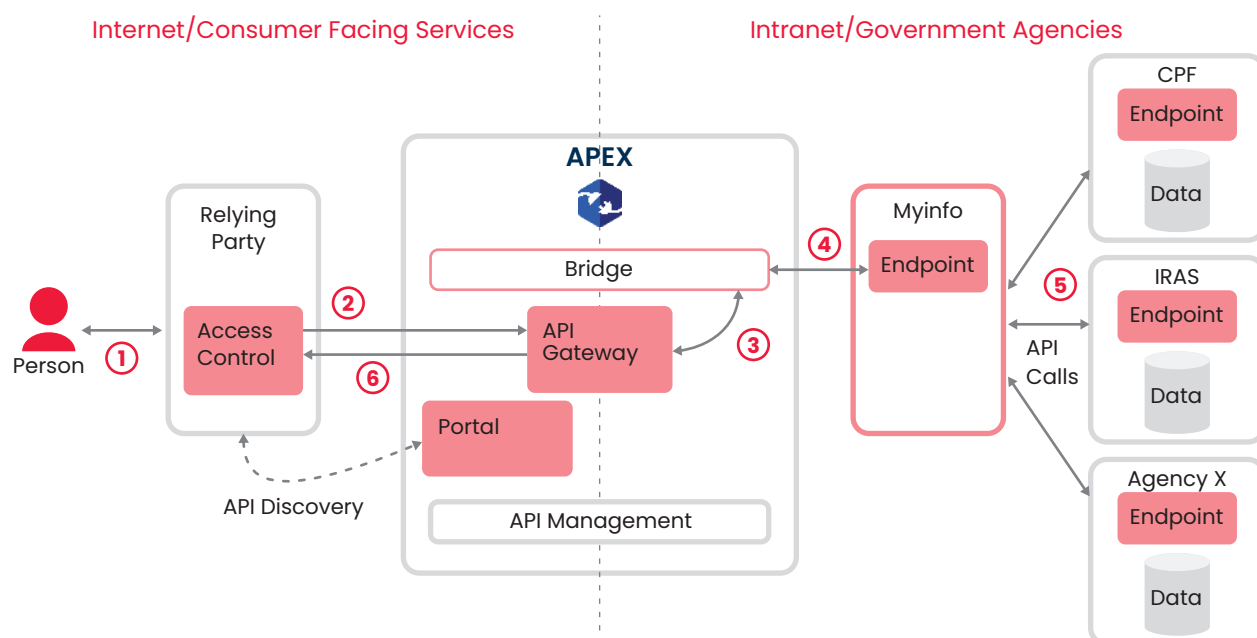 Internet/Consumer Facing Services
Intranet/Government Agencies
CPF
Endpoint
Data
APEX
Relying
Party
Myinfo
Bridge
4
Endpoint
IRAS
5
Endpoint
2
Access
Control
API
Gateway
3
API
Calls
Person
1
6
Data
Portal
Agency X
API Discovery
API Management
Endpoint
Data